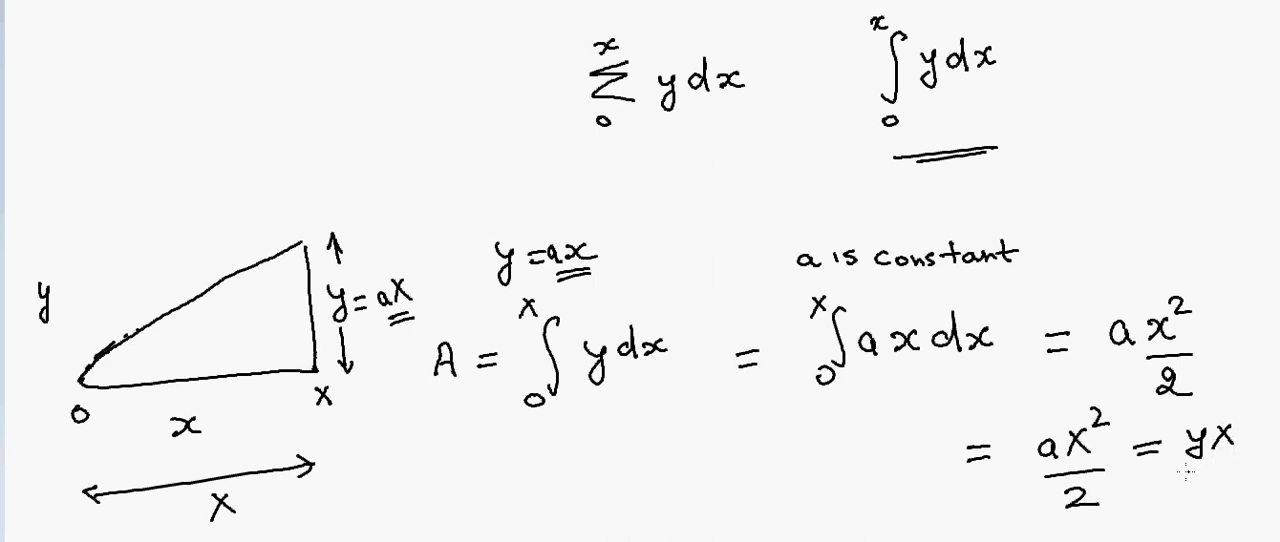 x
Σ y dx
0
x
∫ y dx
0
y = ax
a is constant
y
y = aX
X
A = ∫ y dx = ∫ a x dx = a x² / 2
0
X
0
0
X
x
X
= aX² / 2 = yX